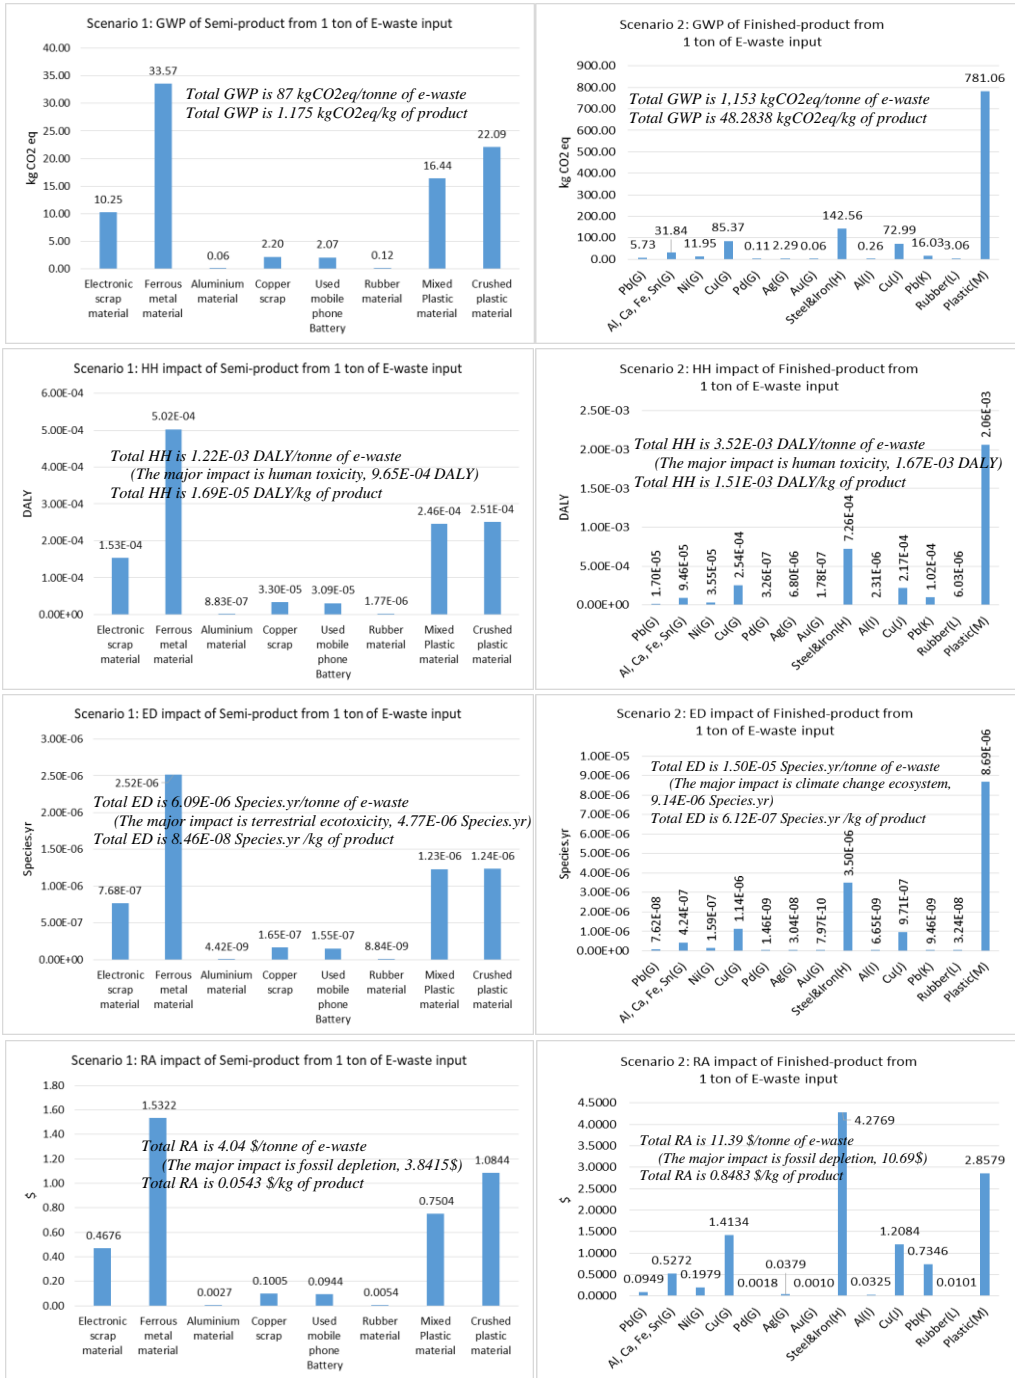 Scenario 1: GWP of Semi-product from 1 ton of E-waste input
40.00
35.00
30.00
25.00
20.00
15.00
10.00
5.00
0.00
kg CO2 eq
Total GWP is 87 kgCO2eq/tonne of e-waste
Total GWP is 1.175 kgCO2eq/kg of product
10.25
33.57
0.06
2.20
2.07
0.12
16.44
22.09
Electronic scrap material
Ferrous metal material
Aluminium material
Copper scrap
Used mobile phone Battery
Rubber material
Mixed Plastic material
Crushed plastic material
Scenario 2: GWP of Finished-product from
1 ton of E-waste input
900.00
800.00
700.00
600.00
500.00
400.00
300.00
200.00
100.00
0.00
kg CO2 eq
Total GWP is 1,153 kgCO2eq/tonne of e-waste
Total GWP is 48.2838 kgCO2eq/kg of product
5.73
31.84
11.95
85.37
0.11
2.29
0.06
142.56
0.26
72.99
16.03
3.06
781.06
Pb(G)
Al, Ca, Fe, Sn(G)
Ni(G)
Cu(G)
Pd(G)
Ag(G)
Au(G)
Steel&Iron(H)
Al(I)
Cu(J)
Pb(K)
Rubber(L)
Plastic(M)
Scenario 1: HH impact of Semi-product from 1 ton of E-waste input
6.00E-04
5.00E-04
4.00E-04
3.00E-04
2.00E-04
1.00E-04
0.00E+00
DALY
Total HH is 1.22E-03 DALY/tonne of e-waste
(The major impact is human toxicity, 9.65E-04 DALY)
Total HH is 1.69E-05 DALY/kg of product
1.53E-04
5.02E-04
8.83E-07
3.30E-05
3.09E-05
1.77E-06
2.46E-04
2.51E-04
Electronic scrap material
Ferrous metal material
Aluminium material
Copper scrap
Used mobile phone Battery
Rubber material
Mixed Plastic material
Crushed plastic material
Scenario 2: HH impact of Finished-product from
1 ton of E-waste input
2.50E-03
2.00E-03
1.50E-03
1.00E-03
5.00E-04
0.00E+00
DALY
Total HH is 3.52E-03 DALY/tonne of e-waste
(The major impact is human toxicity, 1.67E-03 DALY)
Total HH is 1.51E-03 DALY/kg of product
1.70E-05
9.46E-05
3.55E-05
2.54E-04
3.26E-07
6.80E-06
1.78E-07
7.26E-04
2.31E-06
2.17E-04
1.02E-04
6.03E-06
2.06E-03
Pb(G)
Al, Ca, Fe, Sn(G)
Ni(G)
Cu(G)
Pd(G)
Ag(G)
Au(G)
Steel&Iron(H)
Al(I)
Cu(J)
Pb(K)
Rubber(L)
Plastic(M)
Scenario 1: ED impact of Semi-product from 1 ton of E-waste input
3.00E-06
2.50E-06
2.00E-06
1.50E-06
1.00E-06
5.00E-07
0.00E+00
Species.yr
Total ED is 6.09E-06 Species.yr/tonne of e-waste
(The major impact is terrestrial ecotoxicity, 4.77E-06 Species.yr)
Total ED is 8.46E-08 Species.yr /kg of product
7.68E-07
2.52E-06
4.42E-09
1.65E-07
1.55E-07
8.84E-09
1.23E-06
1.24E-06
Electronic scrap material
Ferrous metal material
Aluminium material
Copper scrap
Used mobile phone Battery
Rubber material
Mixed Plastic material
Crushed plastic material
Scenario 2: ED impact of Finished-product from
1 ton of E-waste input
1.00E-05
9.00E-06
8.00E-06
7.00E-06
6.00E-06
5.00E-06
4.00E-06
3.00E-06
2.00E-06
1.00E-06
0.00E+00
Species.yr
Total ED is 1.50E-05 Species.yr/tonne of e-waste
(The major impact is climate change ecosystem,
9.14E-06 Species.yr)
Total ED is 6.12E-07 Species.yr /kg of product
7.62E-08
4.24E-07
1.59E-07
1.14E-06
1.46E-09
3.04E-08
7.97E-10
3.50E-06
6.65E-09
9.71E-07
9.46E-09
3.24E-08
8.69E-06
Pb(G)
Al, Ca, Fe, Sn(G)
Ni(G)
Cu(G)
Pd(G)
Ag(G)
Au(G)
Steel&Iron(H)
Al(I)
Cu(J)
Pb(K)
Rubber(L)
Plastic(M)
Scenario 1: RA impact of Semi-product from 1 ton of E-waste input
1.80
1.60
1.40
1.20
1.00
0.80
0.60
0.40
0.20
0.00
$
Total RA is 4.04 $/tonne of e-waste
(The major impact is fossil depletion, 3.8415$)
Total RA is 0.0543 $/kg of product
0.4676
1.5322
0.0027
0.1005
0.0944
0.0054
0.7504
1.0844
Electronic scrap material
Ferrous metal material
Aluminium material
Copper scrap
Used mobile phone Battery
Rubber material
Mixed Plastic material
Crushed plastic material
Scenario 2: RA impact of Finished-product from
1 ton of E-waste input
4.5000
4.0000
3.5000
3.0000
2.5000
2.0000
1.5000
1.0000
0.5000
0.0000
$
Total RA is 11.39 $/tonne of e-waste
(The major impact is fossil depletion, 10.69$)
Total RA is 0.8483 $/kg of product
0.0949
0.5272
0.1979
1.4134
0.0018
0.0379
0.0010
4.2769
0.0325
1.2084
0.7346
0.0101
2.8579
Pb(G)
Al, Ca, Fe, Sn(G)
Ni(G)
Cu(G)
Pd(G)
Ag(G)
Au(G)
Steel&Iron(H)
Al(I)
Cu(J)
Pb(K)
Rubber(L)
Plastic(M)